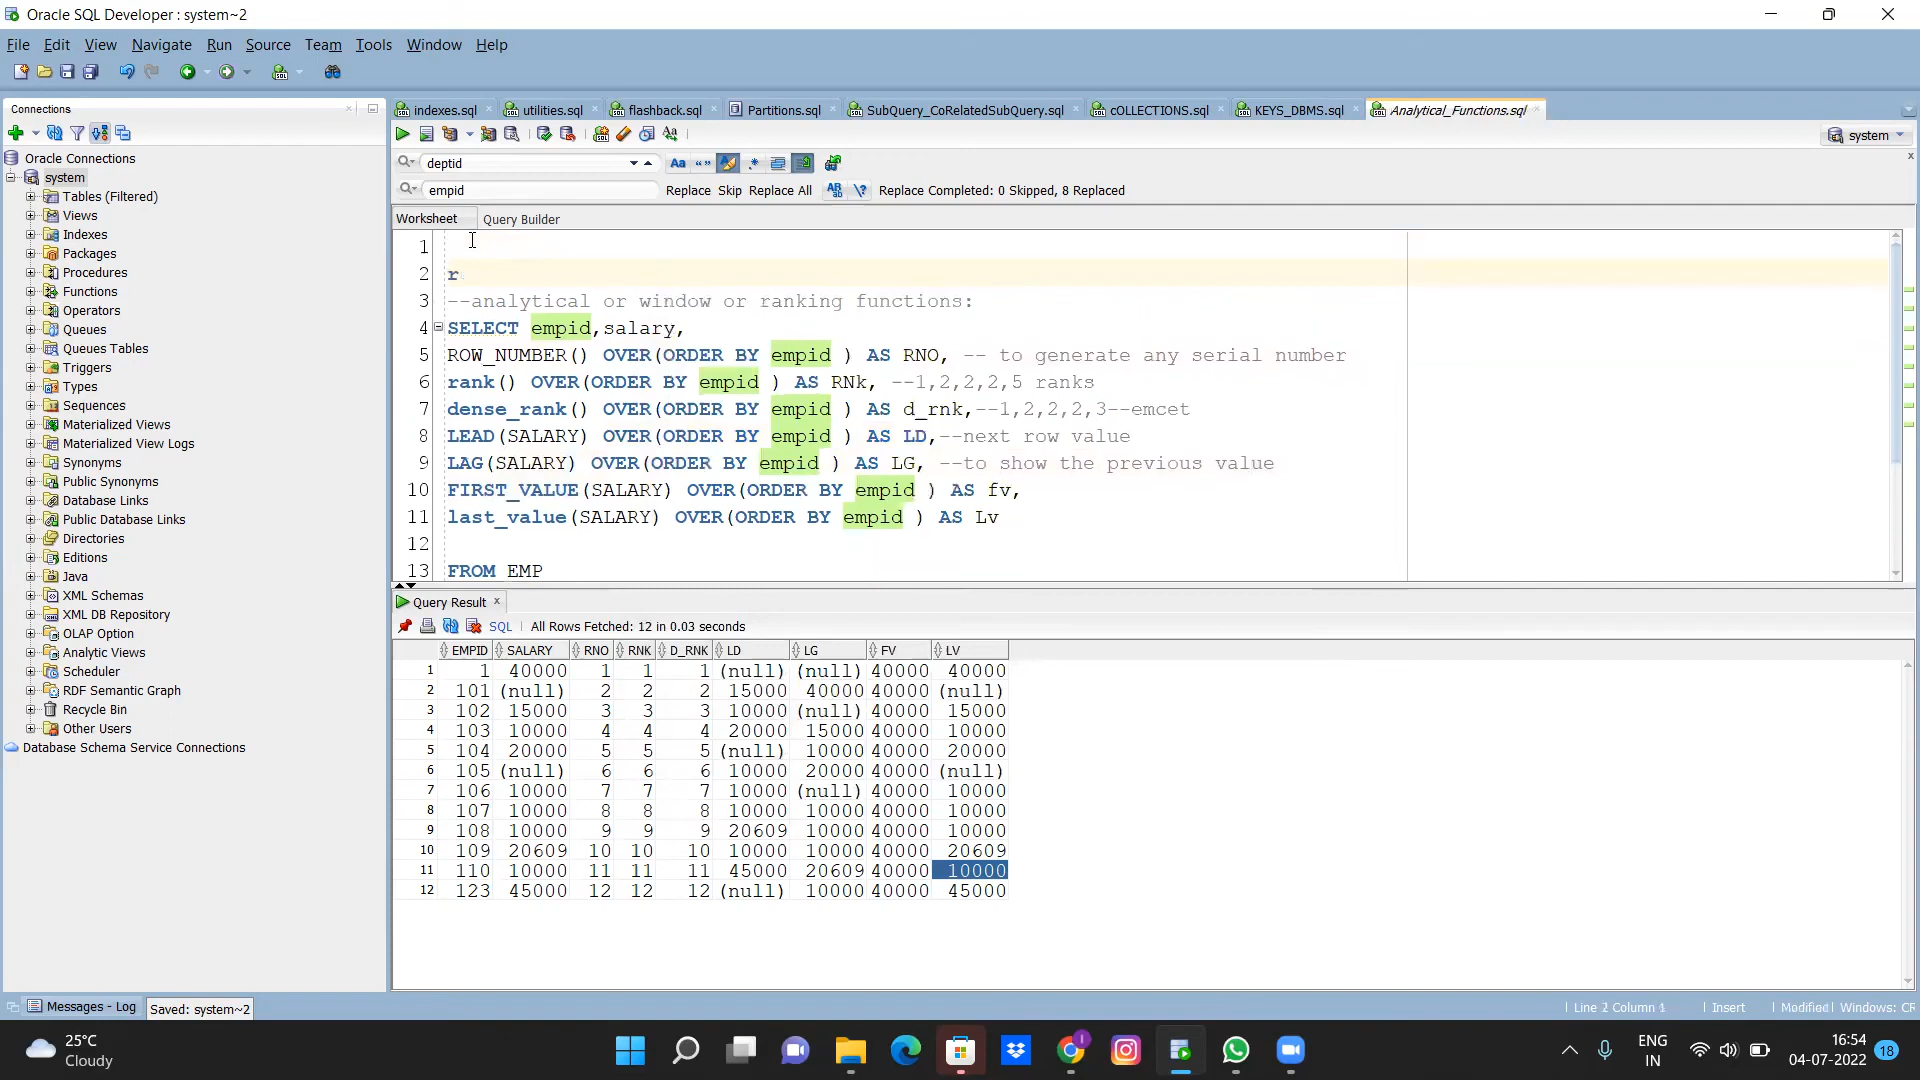 Oracle SQL Developer : system~2
File Edit View Navigate Run Source Team Tools Window Help
Connections
Oracle Connections
system
Tables (Filtered)
Views
Indexes
Packages
Procedures
Functions
Operators
Queues
Queues Tables
Triggers
Types
Sequences
Materialized Views
Materialized View Logs
Synonyms
Public Synonyms
Database Links
Public Database Links
Directories
Editions
Java
XML Schemas
XML DB Repository
OLAP Option
Analytic Views
Scheduler
RDF Semantic Graph
Recycle Bin
Other Users
Database Schema Service Connections
indexes.sql utilities.sql flashback.sql Partitions.sql SubQuery_CoRelatedSubQuery.sql cOLLECTIONS.sql KEYS_DBMS.sql Analytical_Functions.sql
system
deptid
empid Replace Skip Replace All Replace Completed: 0 Skipped, 8 Replaced
Worksheet Query Builder
1
2 r
3 --analytical or window or ranking functions:
4 SELECT empid,salary,
5 ROW_NUMBER() OVER(ORDER BY empid ) AS RNO, -- to generate any serial number
6 rank() OVER(ORDER BY empid ) AS RNk, --1,2,2,2,5 ranks
7 dense_rank() OVER(ORDER BY empid ) AS d_rnk,--1,2,2,2,3--emcet
8 LEAD(SALARY) OVER(ORDER BY empid ) AS LD,--next row value
9 LAG(SALARY) OVER(ORDER BY empid ) AS LG, --to show the previous value
10 FIRST_VALUE(SALARY) OVER(ORDER BY empid ) AS fv,
11 last_value(SALARY) OVER(ORDER BY empid ) AS Lv
12
13 FROM EMP
Query Result
SQL All Rows Fetched: 12 in 0.03 seconds
EMPID SALARY RNO RNK D_RNK LD LG FV LV
1 1 40000 1 1 1 (null) (null) 40000 40000
2 101 (null) 2 2 2 15000 40000 40000 (null)
3 102 15000 3 3 3 10000 (null) 40000 15000
4 103 10000 4 4 4 20000 15000 40000 10000
5 104 20000 5 5 5 (null) 10000 40000 20000
6 105 (null) 6 6 6 10000 20000 40000 (null)
7 106 10000 7 7 7 10000 (null) 40000 10000
8 107 10000 8 8 8 10000 10000 40000 10000
9 108 10000 9 9 9 20609 10000 40000 10000
10 109 20609 10 10 10 10000 10000 40000 20609
11 110 10000 11 11 11 45000 20609 40000 10000
12 123 45000 12 12 12 (null) 10000 40000 45000
Messages - Log Saved: system~2
Line 2 Column 1 Insert Modified Windows: CR
25°C
Cloudy
ENG
IN
16:54
04-07-2022
18